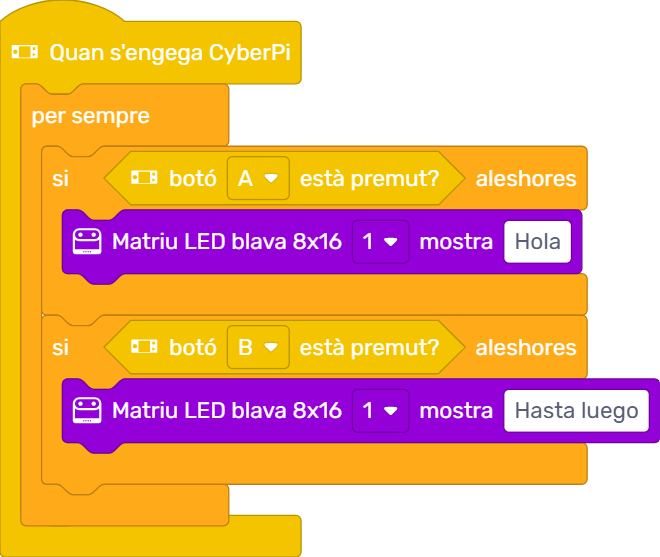 Quan s'engega CyberPi
per sempre
si botó A està premut? aleshores
Matriu LED blava 8x16 1 mostra Hola
si botó B està premut? aleshores
Matriu LED blava 8x16 1 mostra Hasta luego